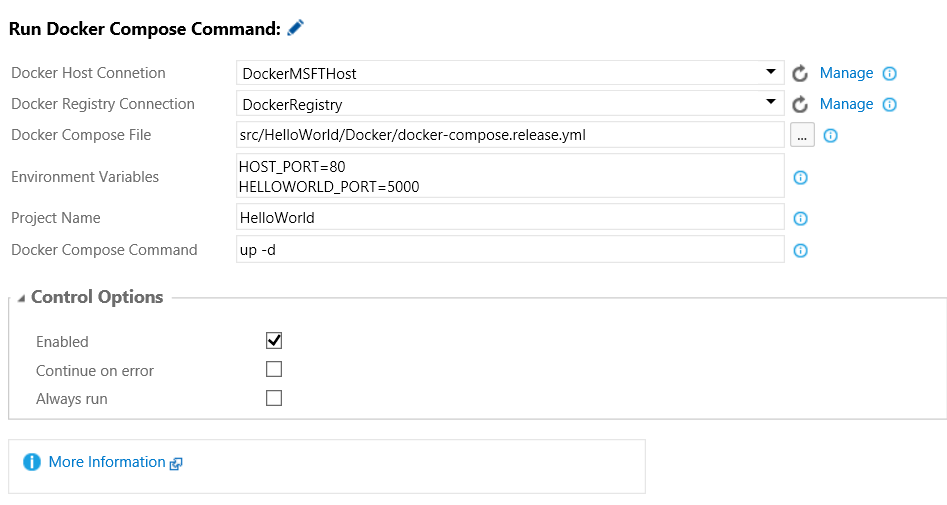 Run Docker Compose Command:
Docker Host Connetion DockerMSFTHost Manage
Docker Registry Connection DockerRegistry Manage
Docker Compose File src/HelloWorld/Docker/docker-compose.release.yml ...
Environment Variables HOST_PORT=80
HELLOWORLD_PORT=5000
Project Name HelloWorld
Docker Compose Command up -d
Control Options
Enabled
Continue on error
Always run
More Information